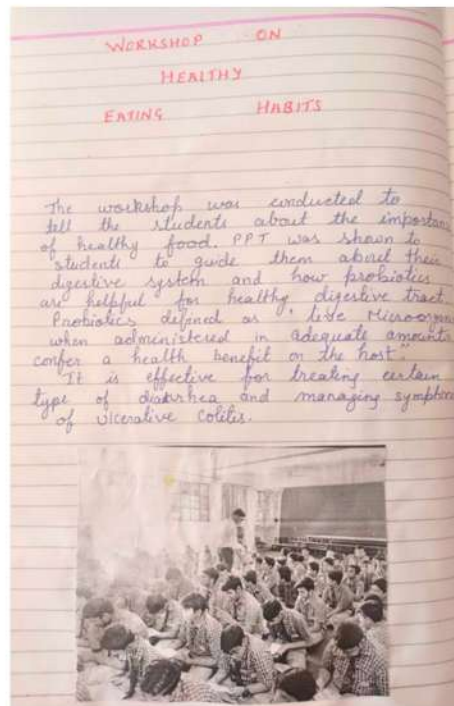 WORKSHOP ON
HEALTHY
EATING HABITS
The workshop was conducted to
tell the students about the importan
of healthy food. PPT was shown to
students to guide them about their
digestive system and how probiotics
are helpful for healthy digestive tract
Probiotics defined as "live Microorga
when administered in adequate amounts
confer a health benefit on the host".
It is effective for treating certain
type of diarrhea and managing symptom
of ulcerative colitis.